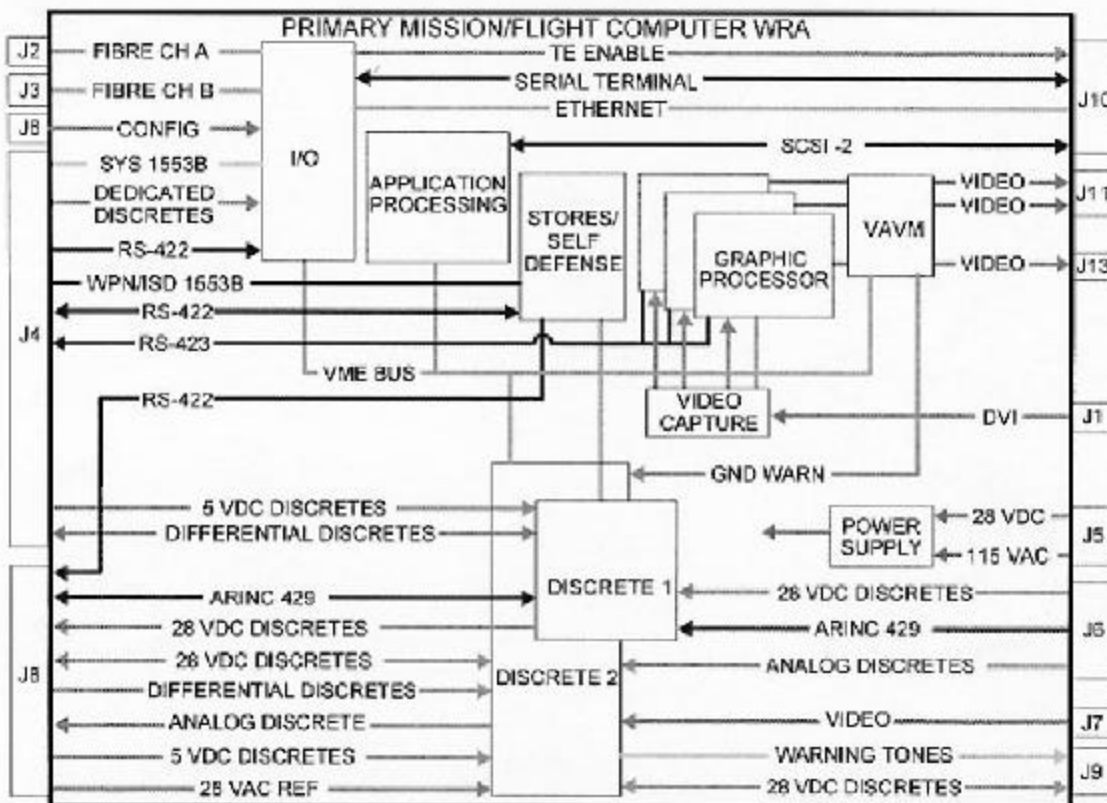 PRIMARY MISSION/FLIGHT COMPUTER WRA
J2
FIBRE CH A
TE ENABLE
SERIAL TERMINAL
J3
FIBRE CH B
ETHERNET
J10
J8
CONFIG
I/O
SCSI-2
SYS 1553B
DEDICATED
DISCRETES
APPLICATION
PROCESSING
STORES/
SELF
DEFENSE
GRAPHIC
PROCESSOR
VAVM
VIDEO
VIDEO
J11
VIDEO
J13
RS-422
WPN/ISD 1553B
RS-422
J4
RS-423
VME BUS
RS-422
VIDEO
CAPTURE
DVI
J1
GND WARN
5 VDC DISCRETES
DIFFERENTIAL DISCRETES
POWER
SUPPLY
28 VDC
115 VAC
J5
DISCRETE 1
ARINC 429
28 VDC DISCRETES
28 VDC DISCRETES
ARINC 429
J6
28 VDC DISCRETES
DISCRETE 2
ANALOG DISCRETES
J8
DIFFERENTIAL DISCRETES
ANALOG DISCRETE
VIDEO
J7
5 VDC DISCRETES
WARNING TONES
J9
28 VAC REF
28 VDC DISCRETES